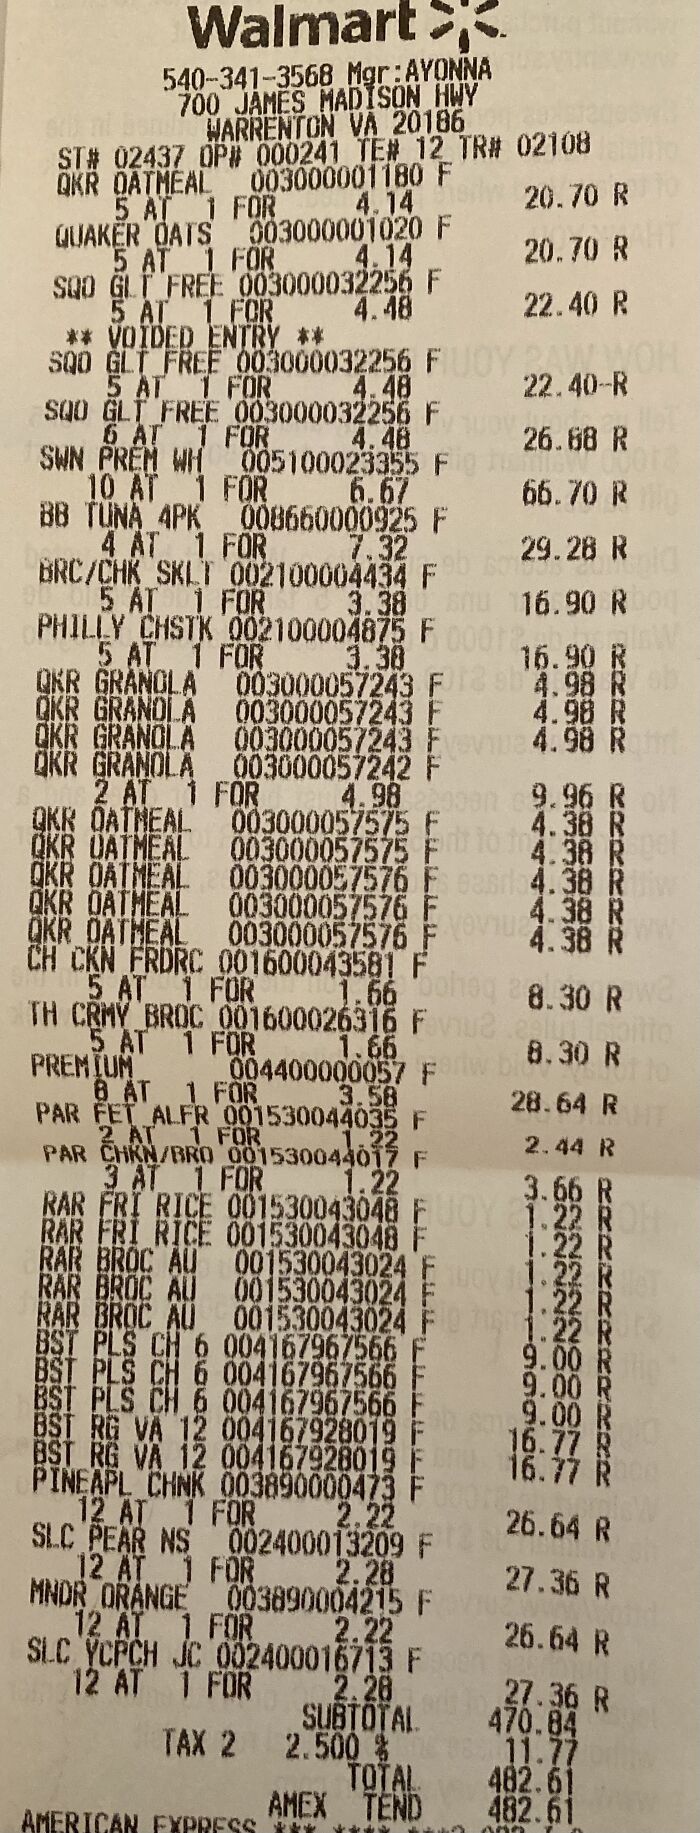 Walmart
540-341-3568 Mgr:AYONNA
700 JAMES MADISON HWY
WARRENTON VA 20186
ST# 02437 OP# 000241 TE# 12 TR# 02108
QKR OATMEAL 003000001180 F
5 AT 1 FOR 4.14 20.70 R
QUAKER OATS 003000001020 F
5 AT 1 FOR 4.14 20.70 R
SQO GLT FREE 003000032256 F
5 AT 1 FOR 4.48 22.40 R
** VOIDED ENTRY **
SQO GLT FREE 003000032256 F
5 AT 1 FOR 4.48 22.40-R
SQO GLT FREE 003000032256 F
6 AT 1 FOR 4.48 26.88 R
SWN PREM WH 005100023355 F
10 AT 1 FOR 6.67 66.70 R
BB TUNA 4PK 008660000925 F
4 AT 1 FOR 7.32 29.28 R
BRC/CHK SKLT 002100004434 F
5 AT 1 FOR 3.38 16.90 R
PHILLY CHSTK 002100004875 F
5 AT 1 FOR 3.38 16.90 R
QKR GRANOLA 003000057243 F 4.98 R
QKR GRANOLA 003000057243 F 4.98 R
QKR GRANOLA 003000057243 F 4.98 R
QKR GRANOLA 003000057242 F
2 AT 1 FOR 4.98 9.96 R
QKR OATMEAL 003000057575 F 4.38 R
QKR OATMEAL 003000057575 F 4.38 R
QKR OATMEAL 003000057576 F 4.38 R
QKR OATMEAL 003000057576 F 4.38 R
QKR OATMEAL 003000057576 F 4.38 R
CH CKN FRDRC 001600043581 F
5 AT 1 FOR 1.66 8.30 R
TH CRMY BROC 001600026316 F
5 AT 1 FOR 1.66 8.30 R
PREMIUM 004400000057 F
8 AT 1 FOR 3.58 28.64 R
PAR FET ALFR 001530044035 F
2 AT 1 FOR 1.22 2.44 R
PAR CHKN/BRO 001530044017 F
3 AT 1 FOR 1.22 3.66 R
RAR FRI RICE 001530043048 F 1.22 R
RAR FRI RICE 001530043048 F 1.22 R
RAR BROC AU 001530043024 F 1.22 R
RAR BROC AU 001530043024 F 1.22 R
RAR BROC AU 001530043024 F 1.22 R
BST PLS CH 6 004167967566 F 9.00 R
BST PLS CH 6 004167967566 F 9.00 R
BST PLS CH 6 004167967566 F 9.00 R
BST RG VA 12 004167928019 F 16.77 R
BST RG VA 12 004167928019 F 16.77 R
PINEAPL CHNK 003890000473 F
12 AT 1 FOR 2.22 26.64 R
SLC PEAR NS 002400013209 F
12 AT 1 FOR 2.28 27.36 R
MNDR ORANGE 003890004215 F
12 AT 1 FOR 2.22 26.64 R
SLC YCPCH JC 002400016713 F
12 AT 1 FOR 2.28 27.36 R
SUBTOTAL 470.84
TAX 2 2.500 % 11.77
TOTAL 482.61
AMEX TEND 482.61
AMERICAN EXPRESS